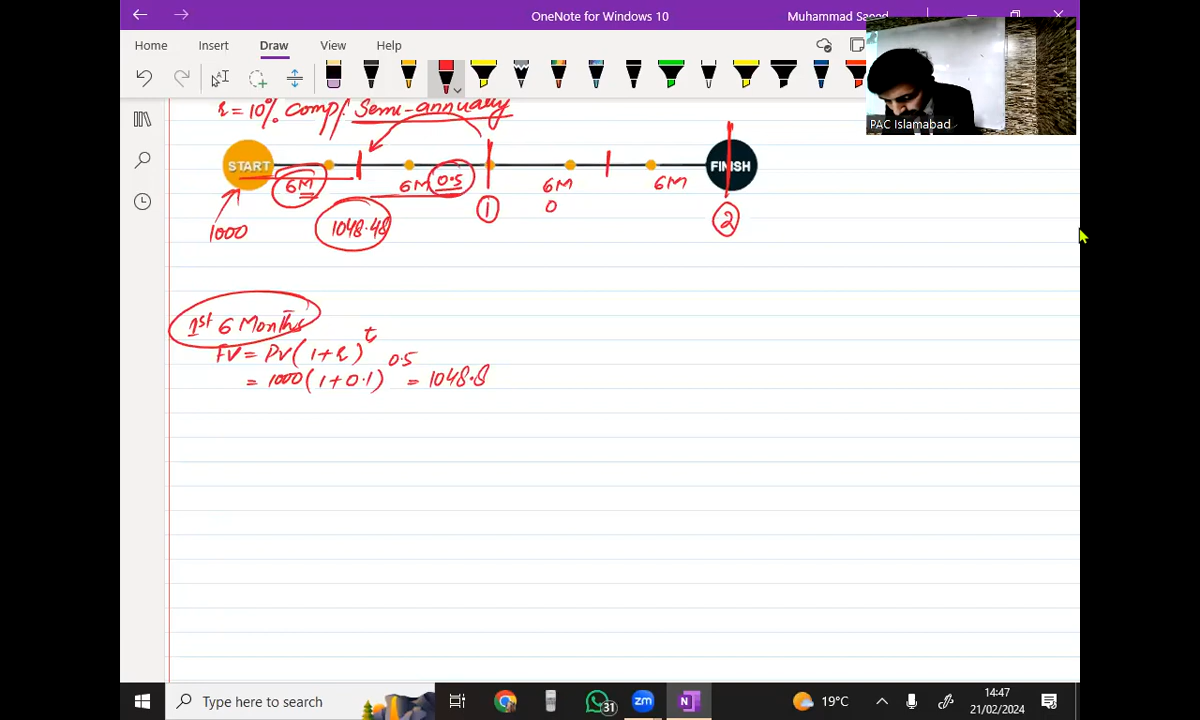 OneNote for Windows 10
Muhammad Saeed
Home Insert Draw View Help
PAC Islamabad
r = 10% comp/. Semi-annually
START
FINISH
6M
6M 0.5
6M
6M
1
0
2
1000
1048.48
1st 6 Months
FV = PV(1+r)^t
= 1000(1+0.1)^0.5 = 1048.8
Type here to search
31
zm
N
19°C
14:47
21/02/2024